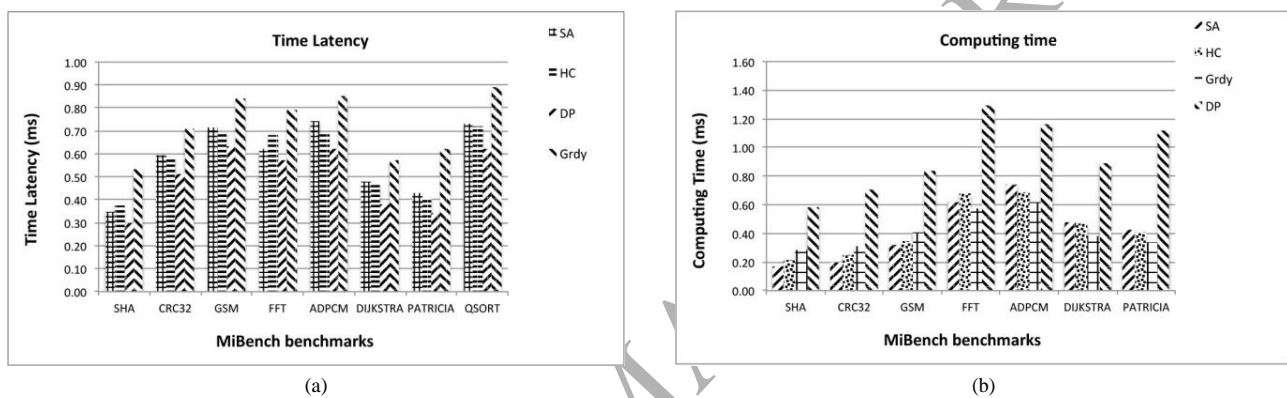 Time Latency
SA
HC
DP
Grdy
Time Latency (ms)
1.00
0.90
0.80
0.70
0.60
0.50
0.40
0.30
0.20
0.10
0.00
SHA CRC32 GSM FFT ADPCM DIJKSTRA PATRICIA QSORT
MiBench benchmarks
(a)
Computing time
SA
HC
Grdy
DP
Computing Time (ms)
1.60
1.40
1.20
1.00
0.80
0.60
0.40
0.20
0.00
SHA CRC32 GSM FFT ADPCM DIJKSTRA PATRICIA
MiBench benchmarks
(b)